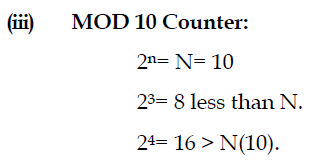 (iii) MOD 10 Counter:
2ⁿ= N= 10
2³= 8 less than N.
2⁴= 16 > N(10).